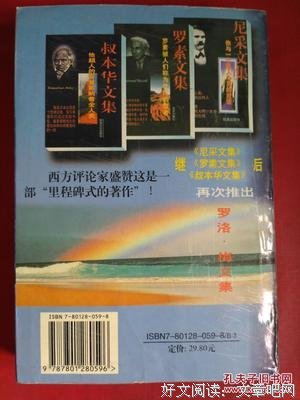 叔本华文集
罗素文集
尼采文集
继
《尼采文集》
《罗素文集》
《叔本华文集》
后
西方评论家盛赞这是一
部“里程碑式的著作”！
再次推出
罗洛·梅文集
ISBN 7-80128-059-8
9 787801 280596 >
ISBN7-80128-059-8/B·3
定价: 29.80元
孔夫子旧书网
好文阅读:
文章吧网